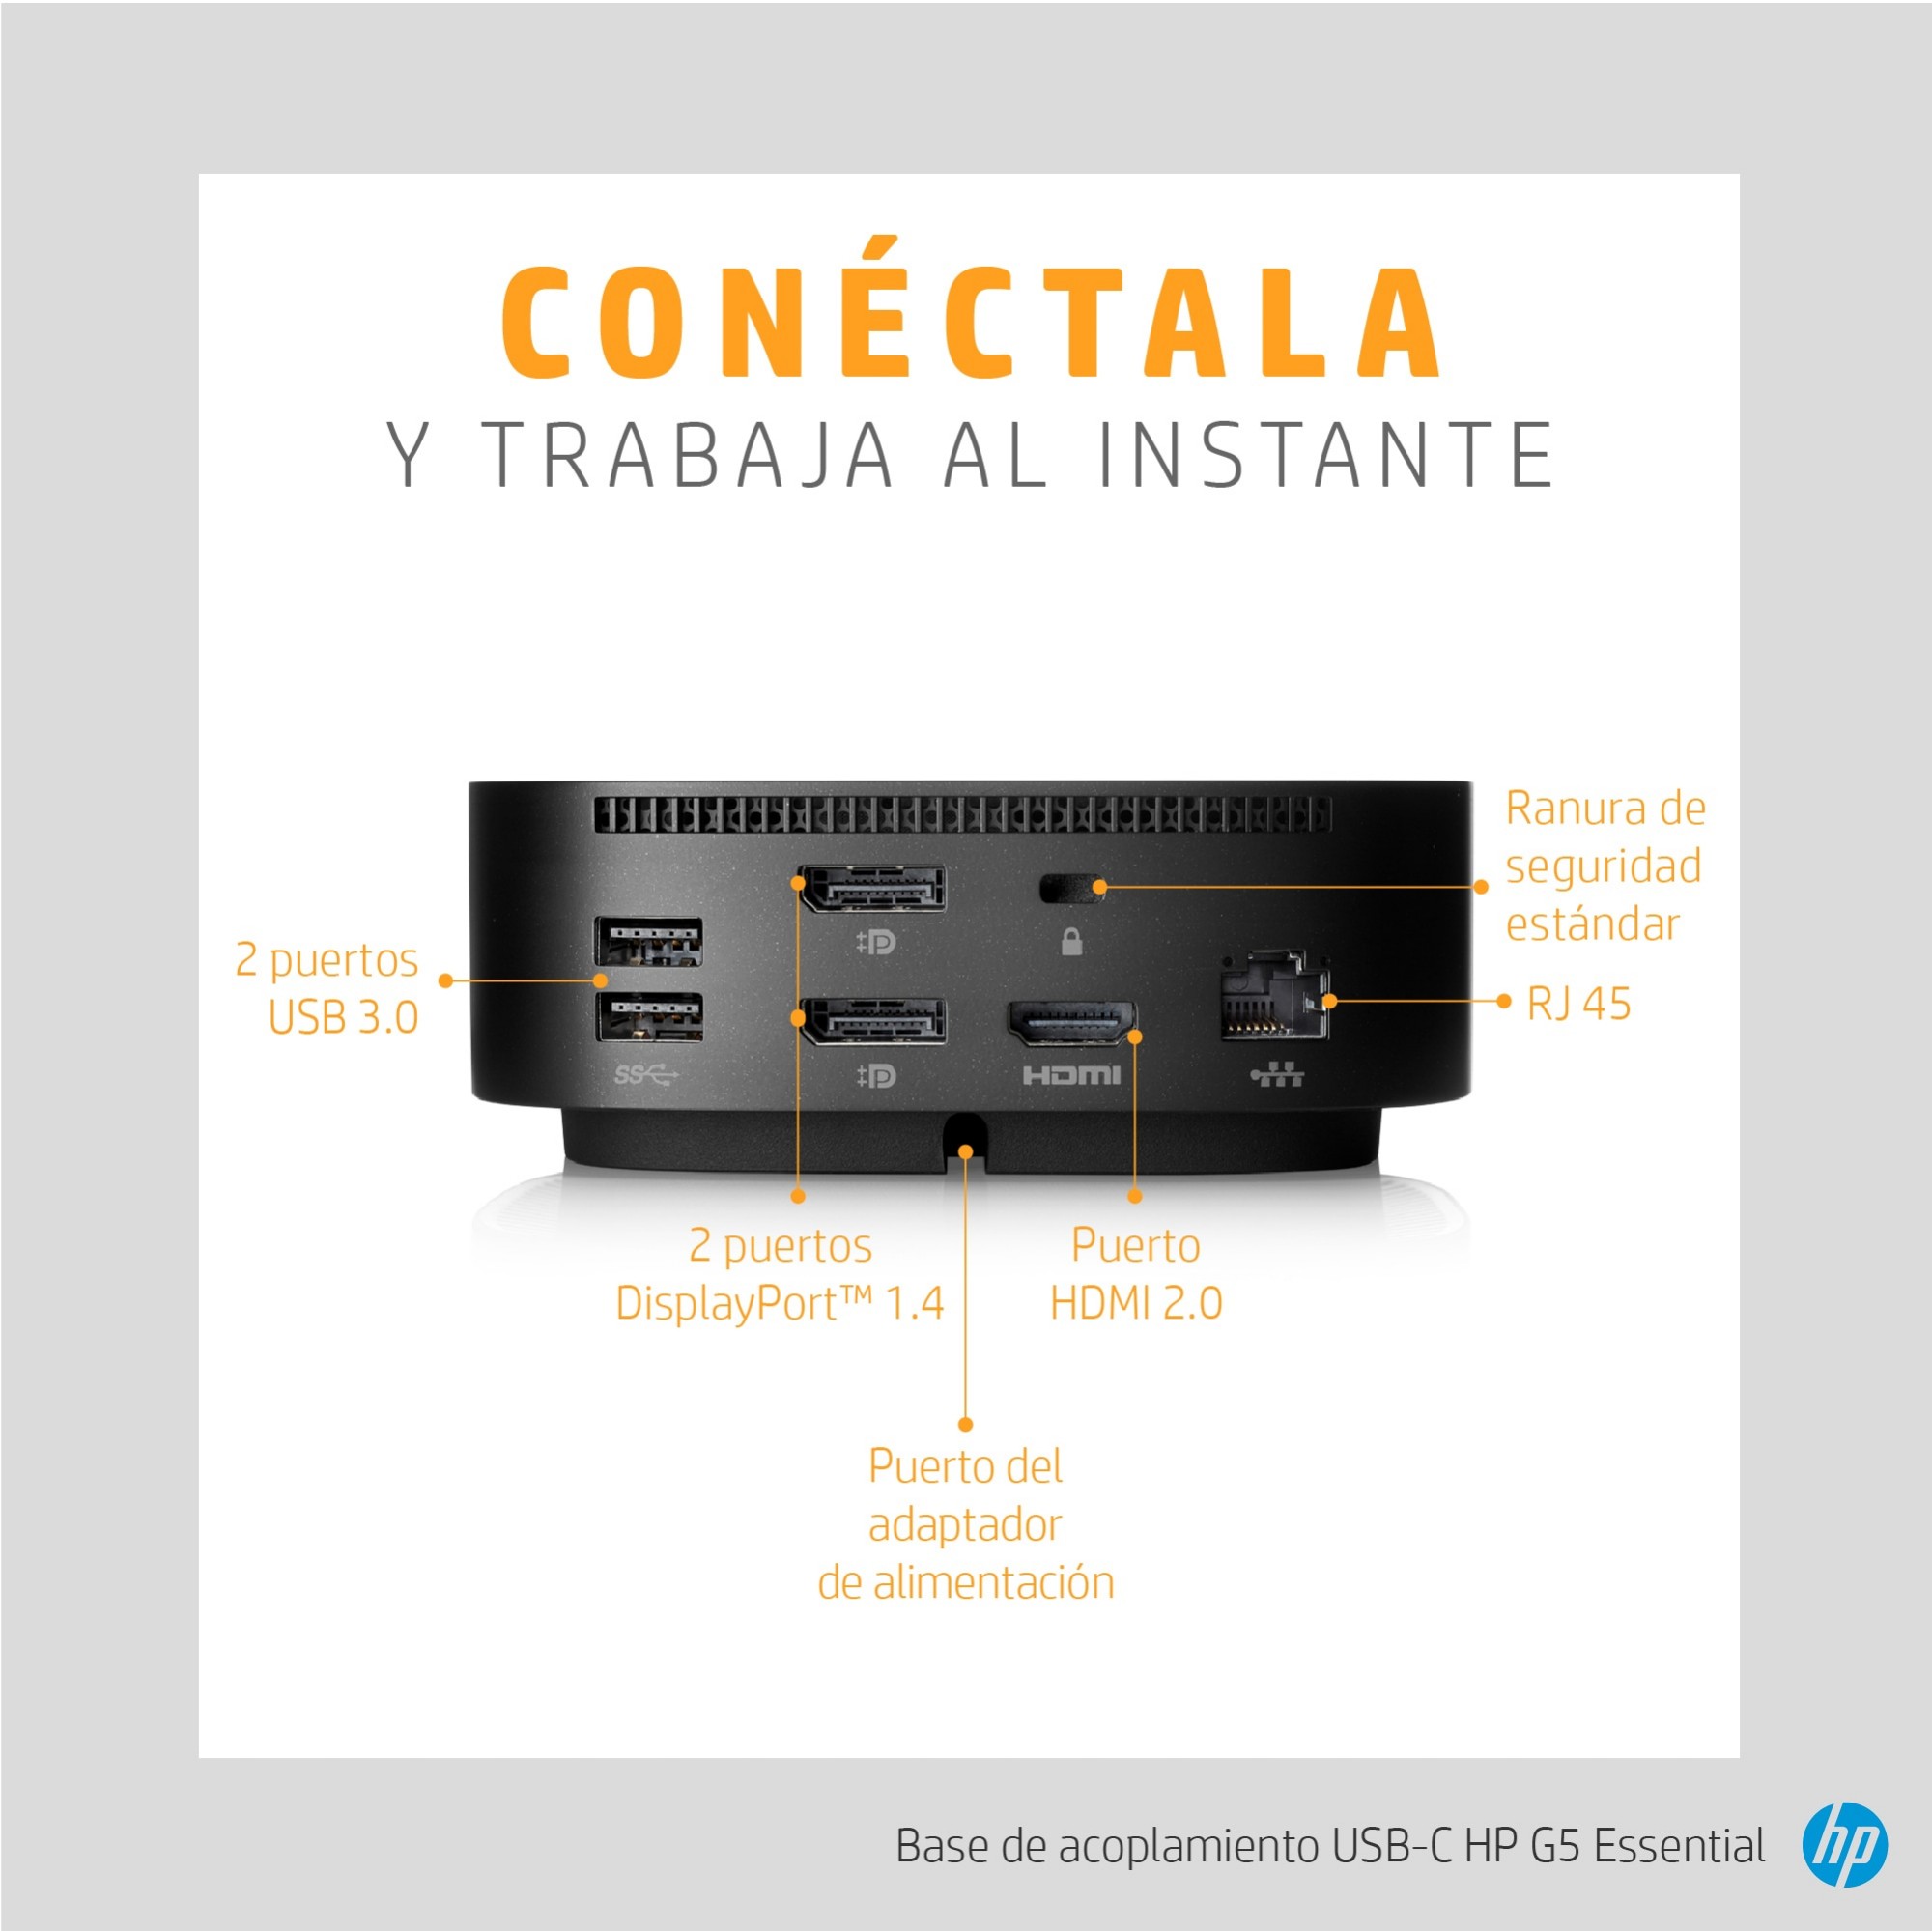 CONÉCTALA
Y TRABAJA AL INSTANTE
Ranura de
seguridad
estándar
2 puertos
USB 3.0
RJ 45
SS
HDMI
2 puertos
DisplayPort™ 1.4
Puerto
HDMI 2.0
Puerto del
adaptador
de alimentación
Base de acoplamiento USB-C HP G5 Essential
hp